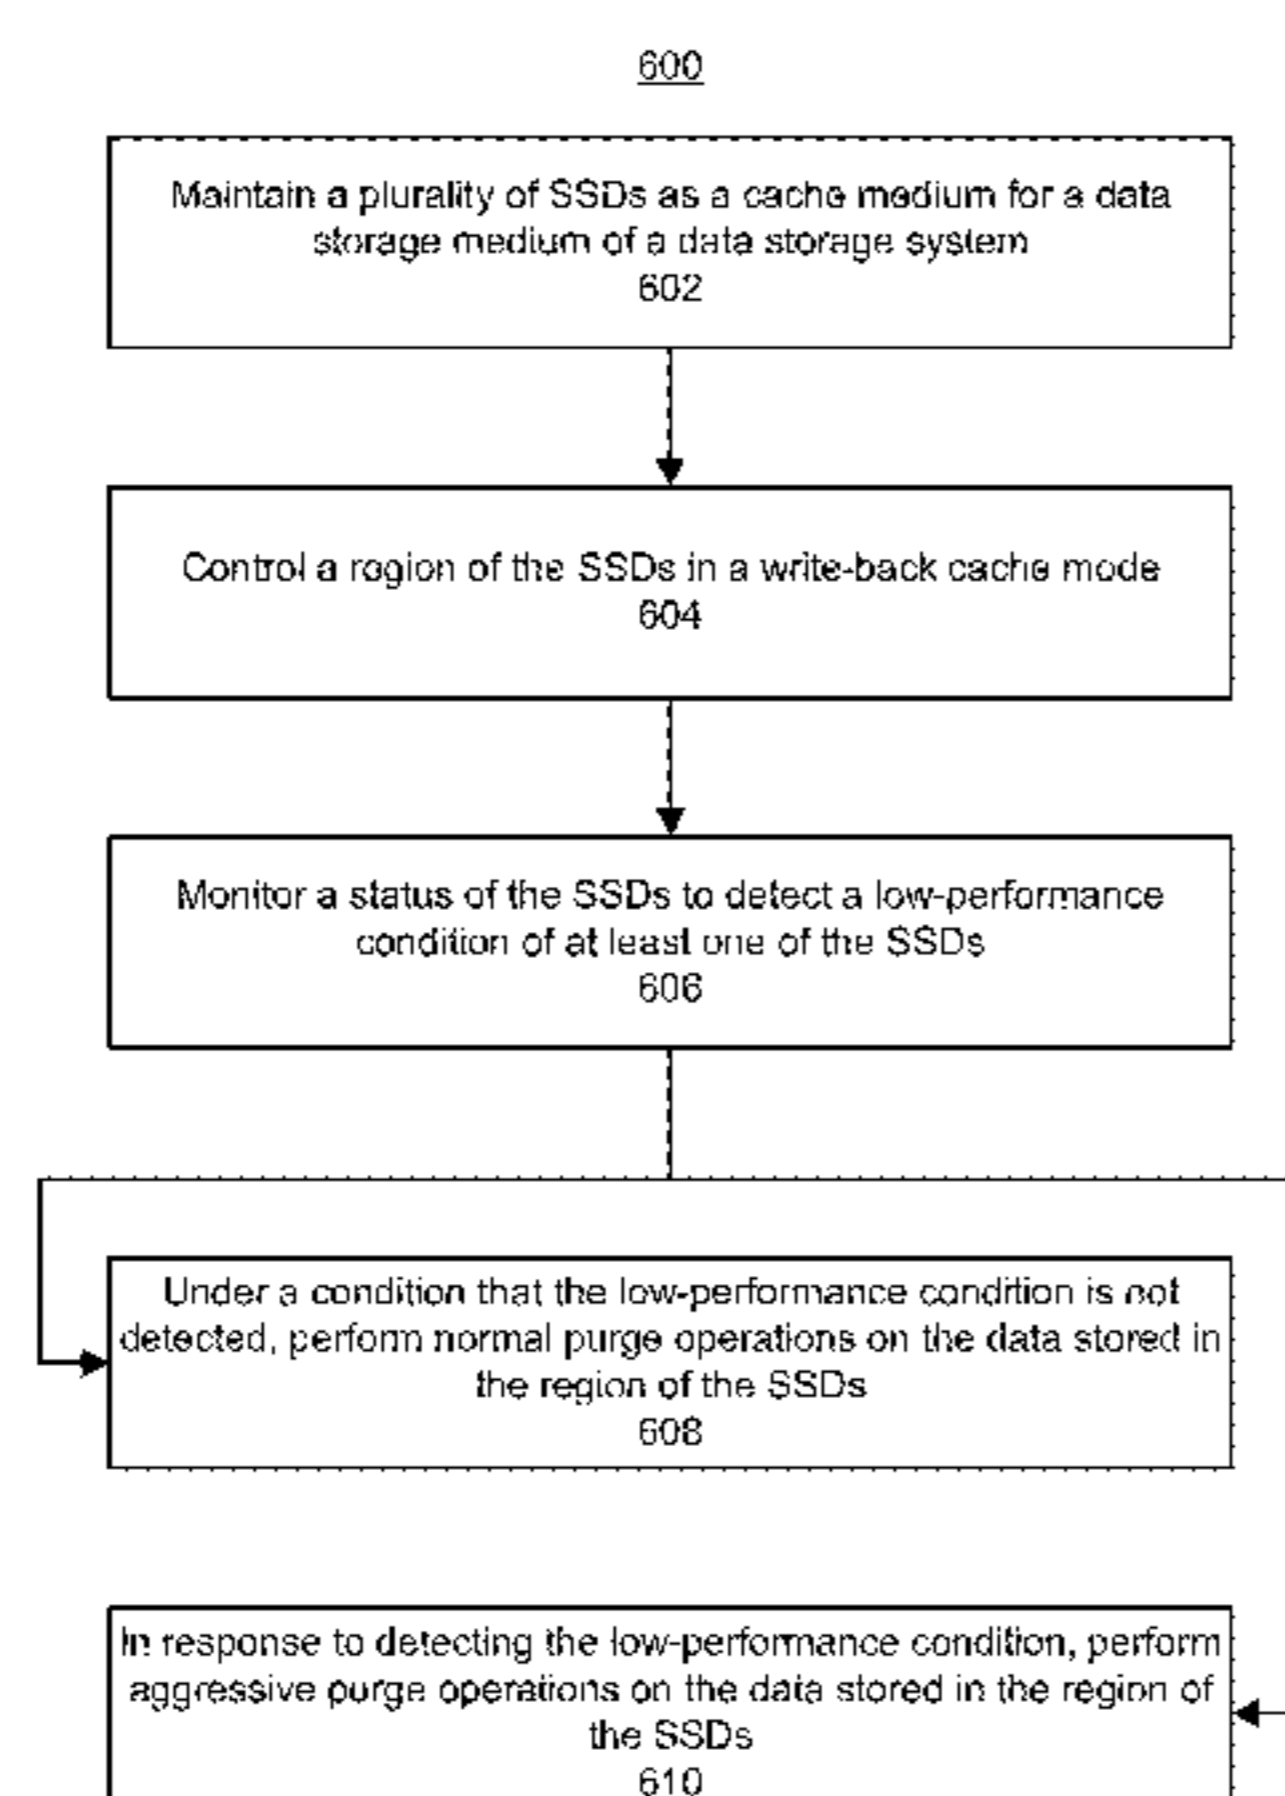 600
Maintain a plurality of SSDs as a cache medium for a data
storage medium of a data storage system
602
Control a region of the SSDs in a write-back cache mode
604
Monitor a status of the SSDs to detect a low-performance
condition of at least one of the SSDs
606
Under a condition that the low-performance condition is not
detected, perform normal purge operations on the data stored in
the region of the SSDs
608
In response to detecting the low-performance condition, perform
aggressive purge operations on the data stored in the region of
the SSDs
610